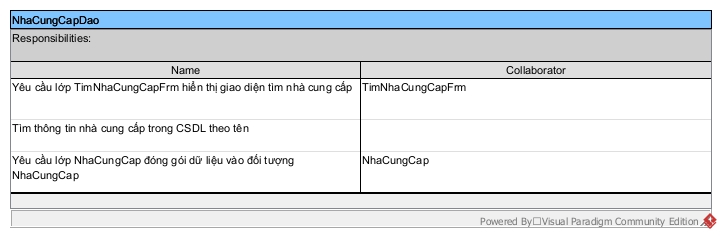 NhaCungCapDao
Responsibilities:
Name Collaborator
Yêu cầu lớp TimNhaCungCapFrm hiển thị giao diện tìm nhà cung cấp TimNhaCungCapFrm
Tìm thông tin nhà cung cấp trong CSDL theo tên
Yêu cầu lớp NhaCungCap đóng gói dữ liệu vào đối tượng NhaCungCap
NhaCungCap
Powered By□Visual Paradigm Community Edition